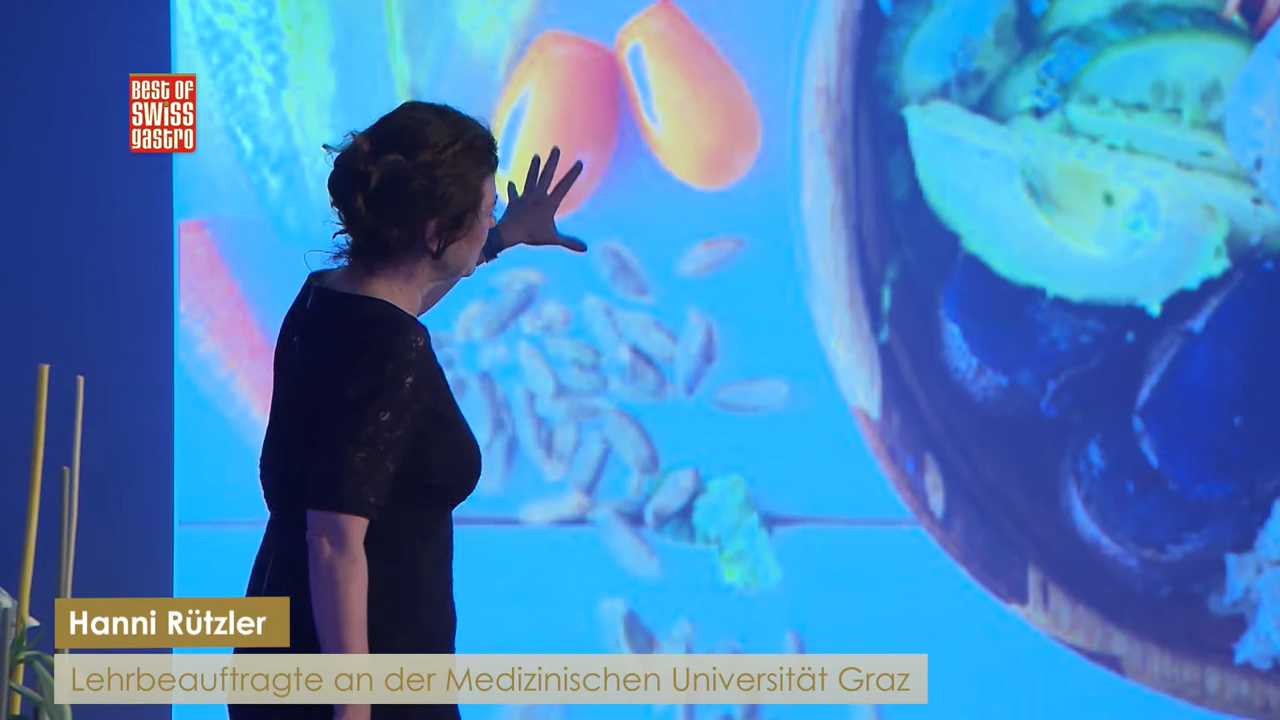 BEST OF
SWISS
gastro
Hanni Rützler
Lehrbeauftragte an der Medizinischen Universität Graz